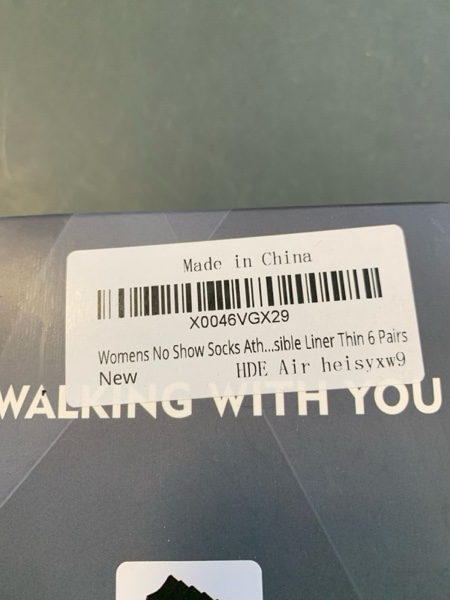 Made in China
X0046VGX29
Womens No Show Socks Ath...sible Liner Thin 6 Pairs
New HDE Air heisyxw9
WALKING WITH YOU